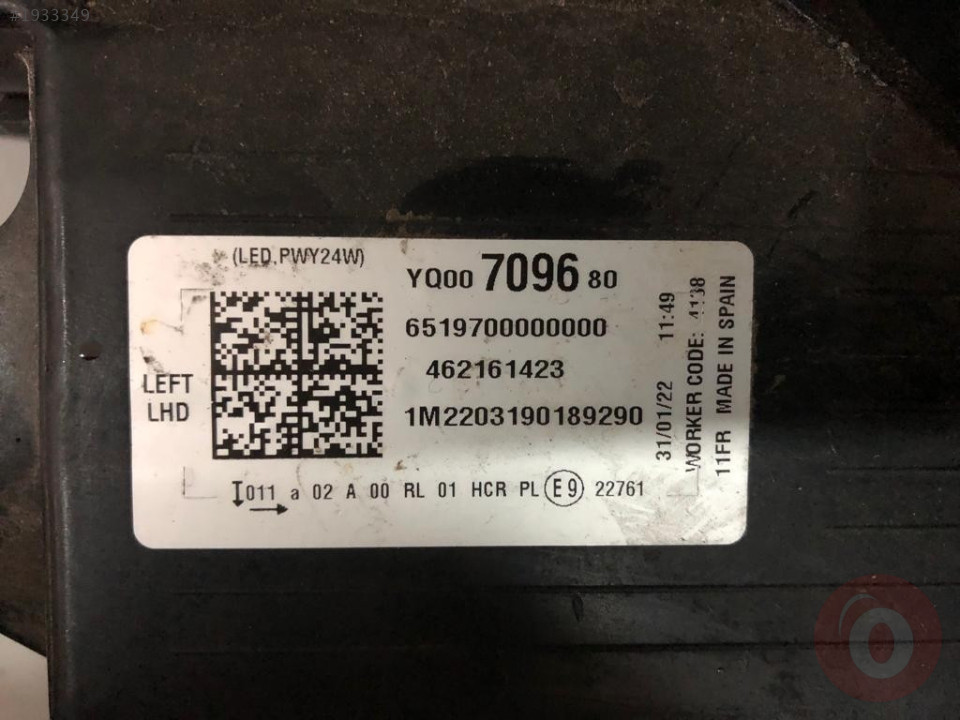 933349
(LED.PWY24W)
YQ00 7096 80
6519700000000
462161423
1M2203190189290
LEFT
LHD
011 a 02 A 00 RL 01 HCR PL E9 22761
31/01/22 11:49
WORKER CODE: 4138
11FR MADE IN SPAIN